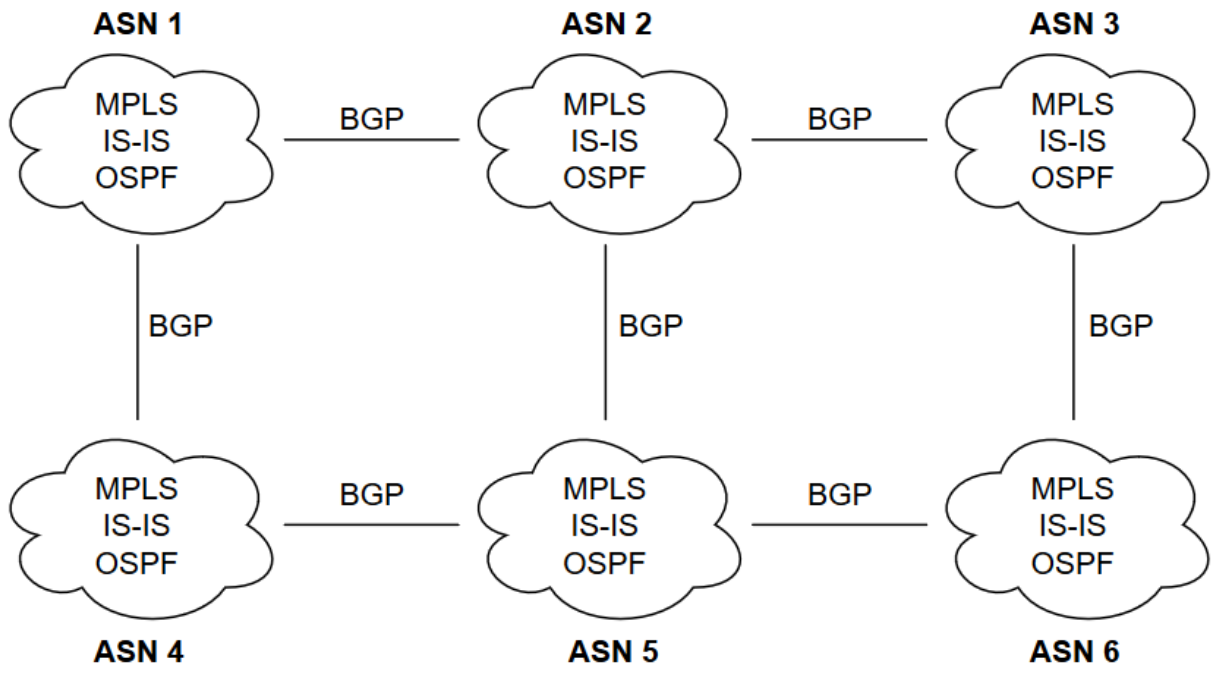 ASN 1
ASN 2
ASN 3
MPLS
IS-IS
OSPF
BGP
MPLS
IS-IS
OSPF
BGP
MPLS
IS-IS
OSPF
BGP
BGP
BGP
MPLS
IS-IS
OSPF
BGP
MPLS
IS-IS
OSPF
BGP
MPLS
IS-IS
OSPF
ASN 4
ASN 5
ASN 6